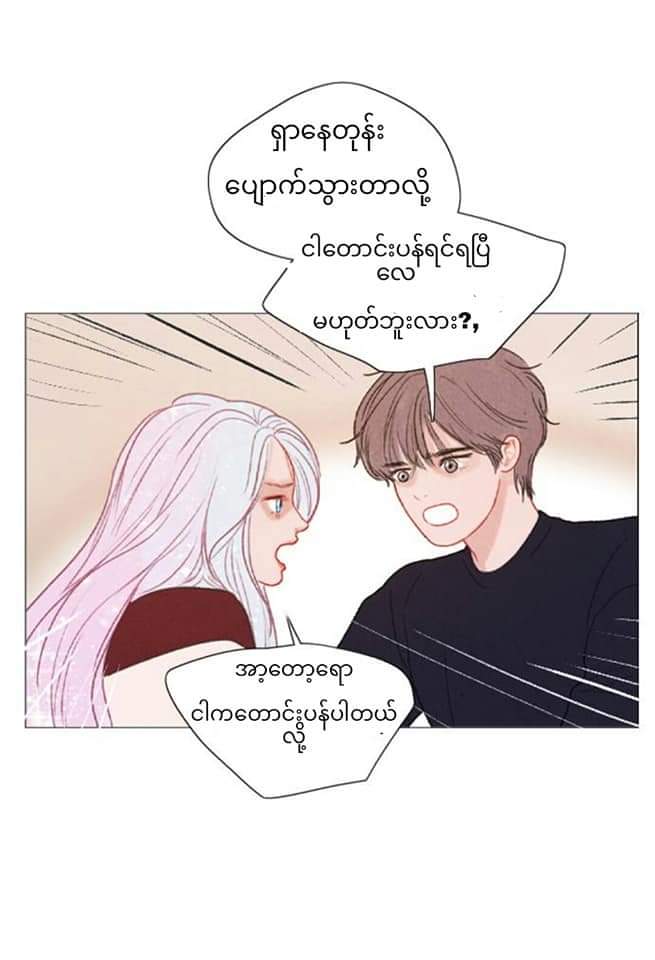 ရှာနေတုန်း
ပျောက်သွားတာလို့
ငါတောင်းပန်ရင်ရပြီ
လေ
မဟုတ်ဘူးလား?,
အာ့တော့ရော
ငါကတောင်းပန်ပါတယ်
လို့